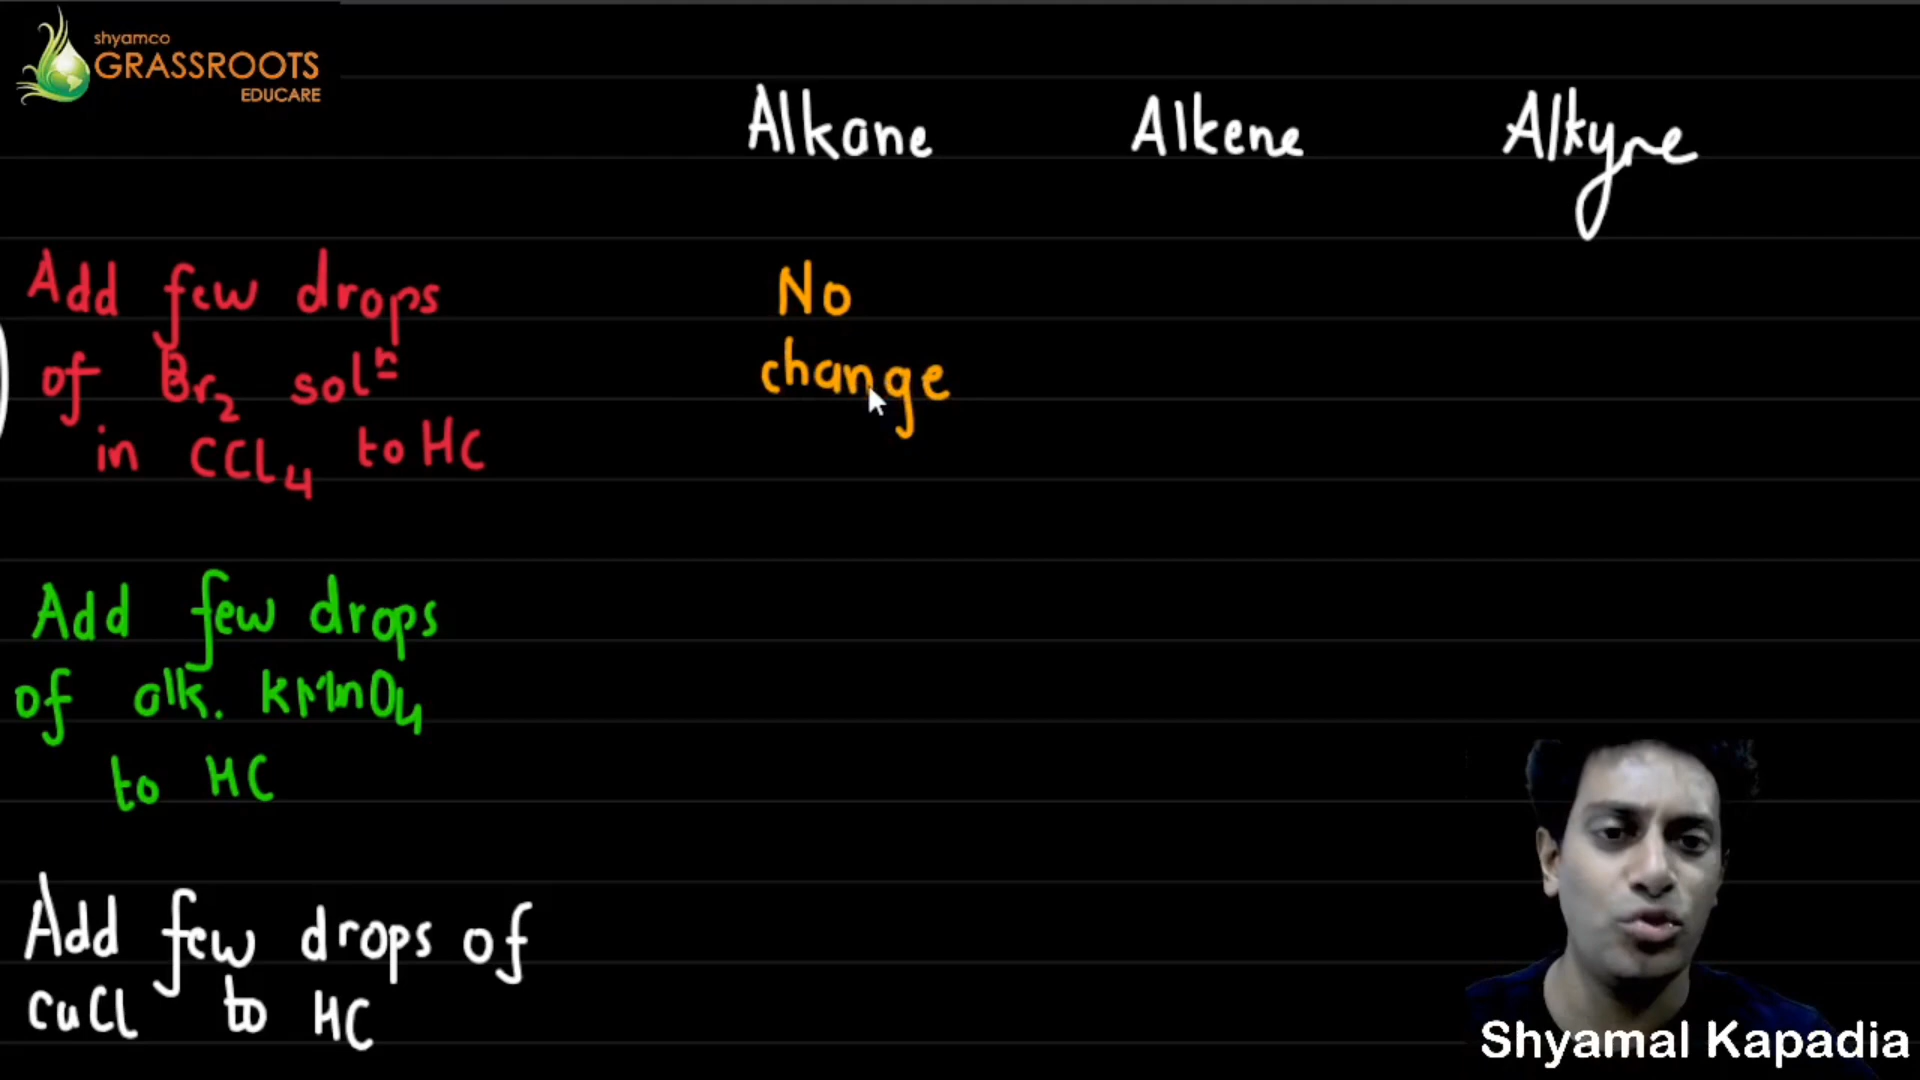 shyamco
GRASSROOTS
EDUCARE
Alkane Alkene Alkyne
Add few drops
of Br₂ solⁿ
in CCl₄ to HC
No
change
Add few drops
of alk. KMnO₄
to HC
Add few drops of
CuCl to HC
Shyamal Kapadia